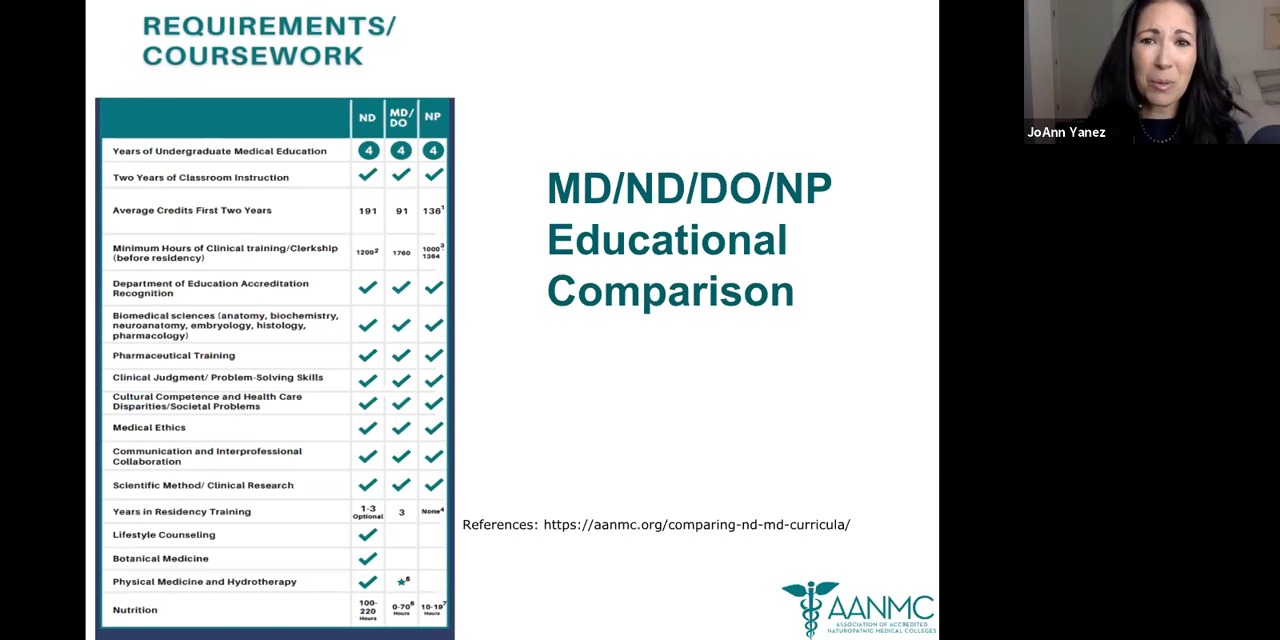 REQUIREMENTS/
COURSEWORK
ND MD/DO NP
Years of Undergraduate Medical Education 4 4 4
Two Years of Classroom Instruction
Average Credits First Two Years 191 91 136¹
Minimum Hours of Clinical training/Clerkship
(before residency) 1200² 1760 1000³-1364
Department of Education Accreditation
Recognition
Biomedical sciences (anatomy, biochemistry,
neuroanatomy, embryology, histology,
pharmacology)
Pharmaceutical Training
Clinical Judgment/ Problem-Solving Skills
Cultural Competence and Health Care
Disparities/Societal Problems
Medical Ethics
Communication and Interprofessional
Collaboration
Scientific Method/ Clinical Research
Years in Residency Training 1-3 Optional 3 None⁴
Lifestyle Counseling
Botanical Medicine
Physical Medicine and Hydrotherapy
Nutrition 100-220 Hours 0-70⁶ Hours 10-19⁷ Hours
MD/ND/DO/NP
Educational
Comparison
References: https://aanmc.org/comparing-nd-md-curricula/
AANMC
ASSOCIATION OF ACCREDITED
NATUROPATHIC MEDICAL COLLEGES
JoAnn Yanez